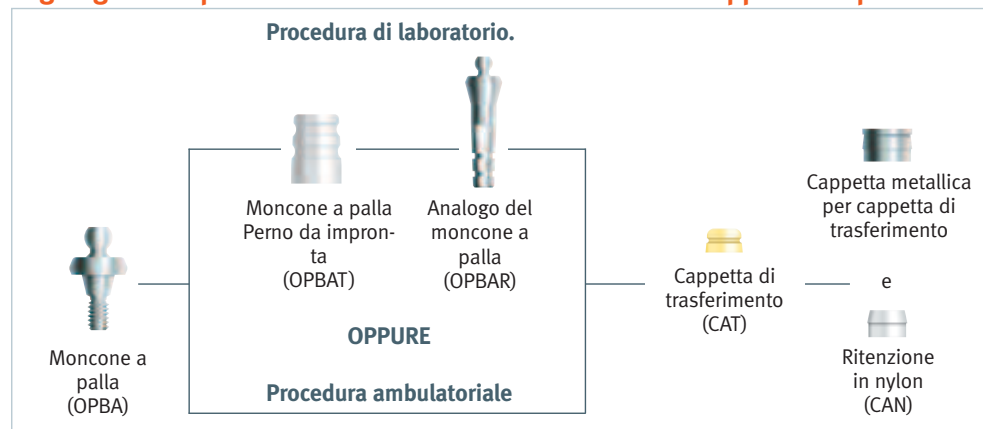 Procedura di laboratorio.
Moncone a palla
Perno da impron-
ta
(OPBAT)
Analogo del
moncone a
palla
(OPBAR)
Cappetta metallica
per cappetta di
trasferimento
Cappetta di
trasferimento
(CAT)
e
OPPURE
Moncone a
palla
(OPBA)
Ritenzione
in nylon
(CAN)
Procedura ambulatoriale